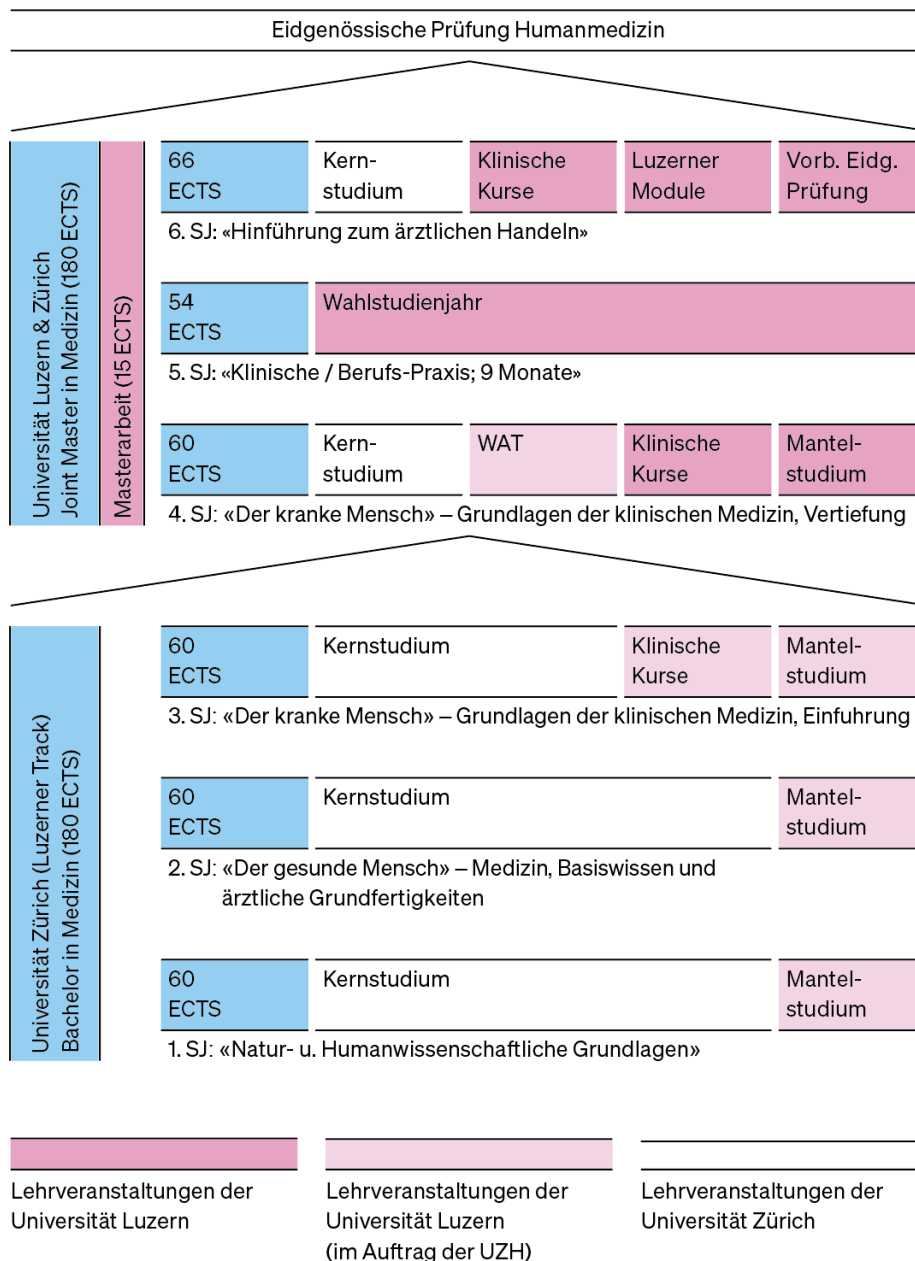 Eidgenössische Prüfung Humanmedizin
Universität Luzern & Zürich
Joint Master in Medizin (180 ECTS)
Masterarbeit (15 ECTS)
66
ECTS
Kern-
studium
Klinische
Kurse
Luzerner
Module
Vorb. Eidg.
Prüfung
6. SJ: «Hinführung zum ärztlichen Handeln»
54
ECTS
Wahlstudienjahr
5. SJ: «Klinische / Berufs-Praxis; 9 Monate»
60
ECTS
Kern-
studium
WAT
Klinische
Kurse
Mantel-
studium
4. SJ: «Der kranke Mensch» – Grundlagen der klinischen Medizin, Vertiefung
Universität Zürich (Luzerner Track)
Bachelor in Medizin (180 ECTS)
60
ECTS
Kernstudium
Klinische
Kurse
Mantel-
studium
3. SJ: «Der kranke Mensch» – Grundlagen der klinischen Medizin, Einfuhrung
60
ECTS
Kernstudium
Mantel-
studium
2. SJ: «Der gesunde Mensch» – Medizin, Basiswissen und
ärztliche Grundfertigkeiten
60
ECTS
Kernstudium
Mantel-
studium
1. SJ: «Natur- u. Humanwissenschaftliche Grundlagen»
Lehrveranstaltungen der
Universität Luzern
Lehrveranstaltungen der
Universität Luzern
(im Auftrag der UZH)
Lehrveranstaltungen der
Universität Zürich